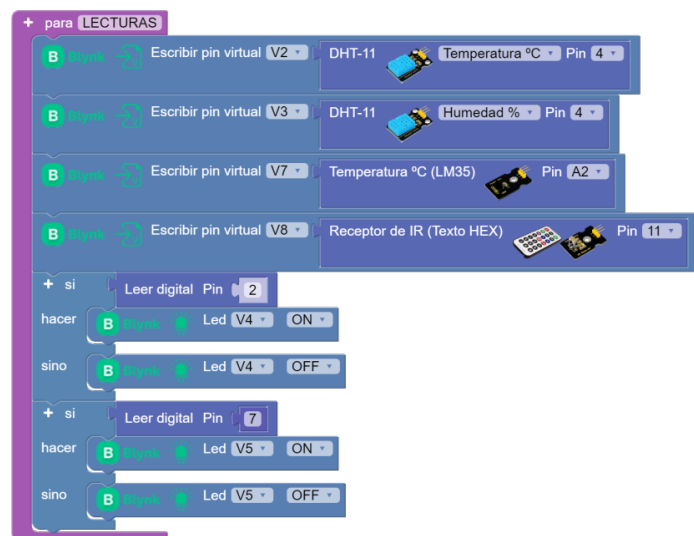 + para LECTURAS
B Blynk Escribir pin virtual V2 DHT-11 Temperatura ºC Pin 4
B Blynk Escribir pin virtual V3 DHT-11 Humedad % Pin 4
B Blynk Escribir pin virtual V7 Temperatura ºC (LM35) Pin A2
B Blynk Escribir pin virtual V8 Receptor de IR (Texto HEX) Pin 11
+ si Leer digital Pin 2
hacer B Blynk Led V4 ON
sino B Blynk Led V4 OFF
+ si Leer digital Pin 7
hacer B Blynk Led V5 ON
sino B Blynk Led V5 OFF